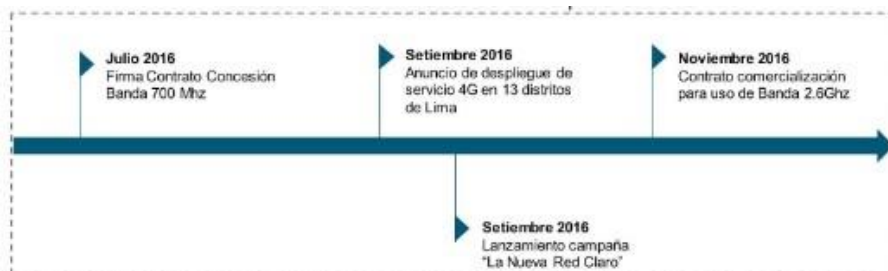 Julio 2016
Firma Contrato Concesión
Banda 700 Mhz
Setiembre 2016
Anuncio de despliegue de
servicio 4G en 13 distritos
de Lima
Noviembre 2016
Contrato comercialización
para uso de Banda 2.6Ghz
Setiembre 2016
Lanzamiento campaña
“La Nueva Red Claro”